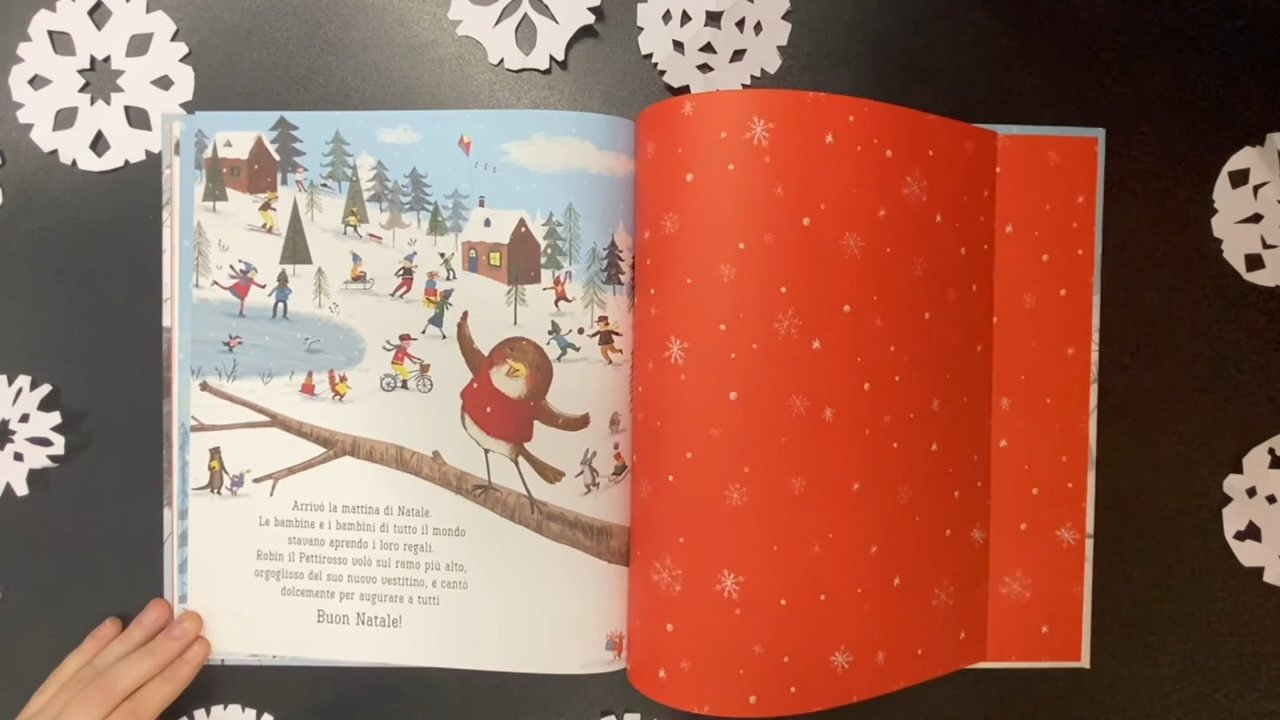 Arrivò la mattina di Natale.
Le bambine e i bambini di tutto il mondo
stavano aprendo i loro regali.
Robin il Pettirosso volò sul ramo più alto,
orgoglioso del suo nuovo vestitino, e cantò
dolcemente per augurare a tutti
Buon Natale!